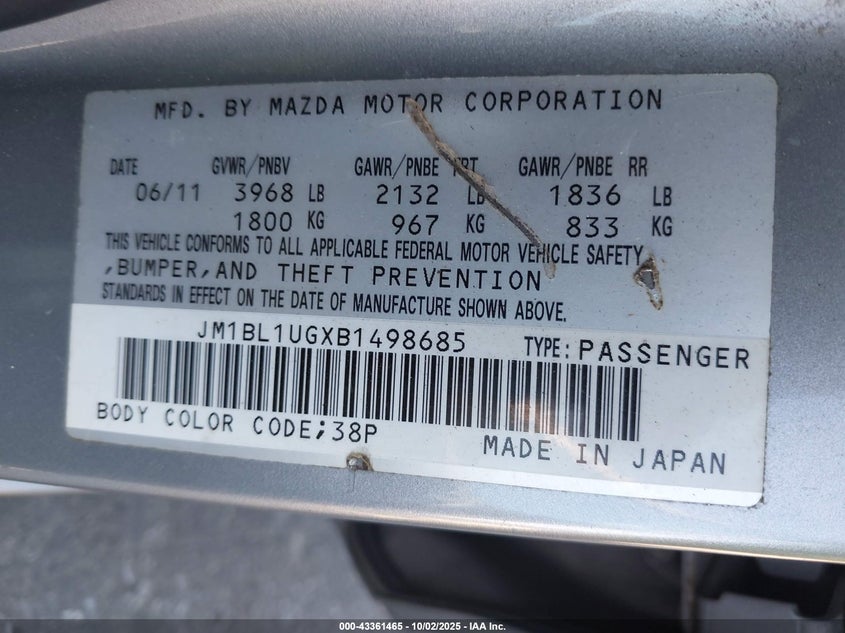 MFD. BY MAZDA MOTOR CORPORATION
DATE GVWR/PNBV GAWR/PNBE FRT GAWR/PNBE RR
06/11 3968 LB 2132 LB 1836 LB
1800 KG 967 KG 833 KG
THIS VEHICLE CONFORMS TO ALL APPLICABLE FEDERAL MOTOR VEHICLE SAFETY
,BUMPER,AND THEFT PREVENTION
STANDARDS IN EFFECT ON THE DATE OF MANUFACTURE SHOWN ABOVE.
JM1BL1UGXB1498685 TYPE:PASSENGER
BODY COLOR CODE;38P
MADE IN JAPAN
000-43361465 - 10/02/2025 - IAA Inc.